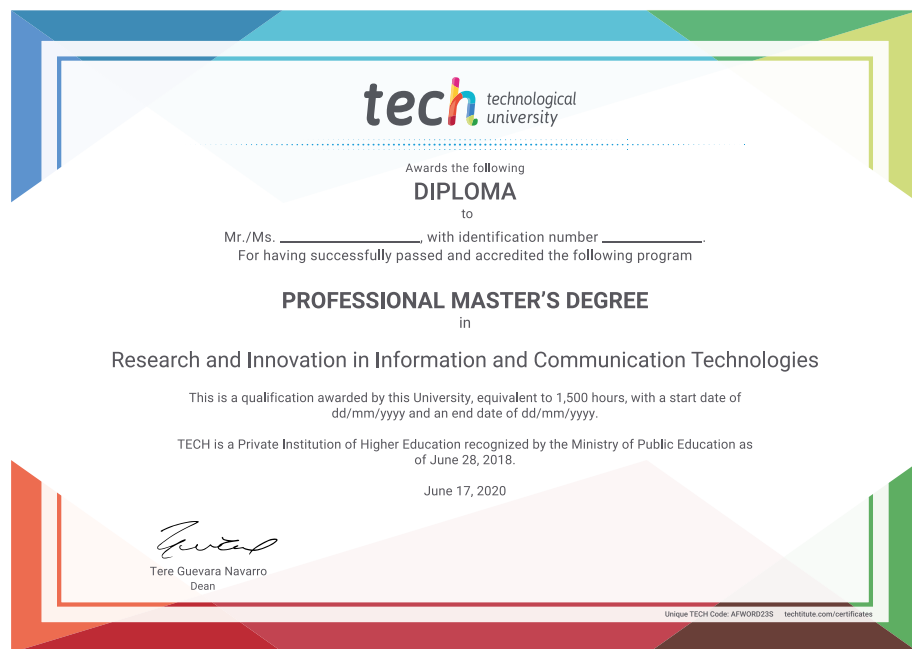 tech technological
university
Awards the following
DIPLOMA
to
Mr./Ms. ____________________, with identification number ______________.
For having successfully passed and accredited the following program
PROFESSIONAL MASTER'S DEGREE
in
Research and Innovation in Information and Communication Technologies
This is a qualification awarded by this University, equivalent to 1,500 hours, with a start date of
dd/mm/yyyy and an end date of dd/mm/yyyy.
TECH is a Private Institution of Higher Education recognized by the Ministry of Public Education as
of June 28, 2018.
June 17, 2020
Tere Guevara Navarro
Dean
Unique TECH Code: AFWORD23S techtitute.com/certificates